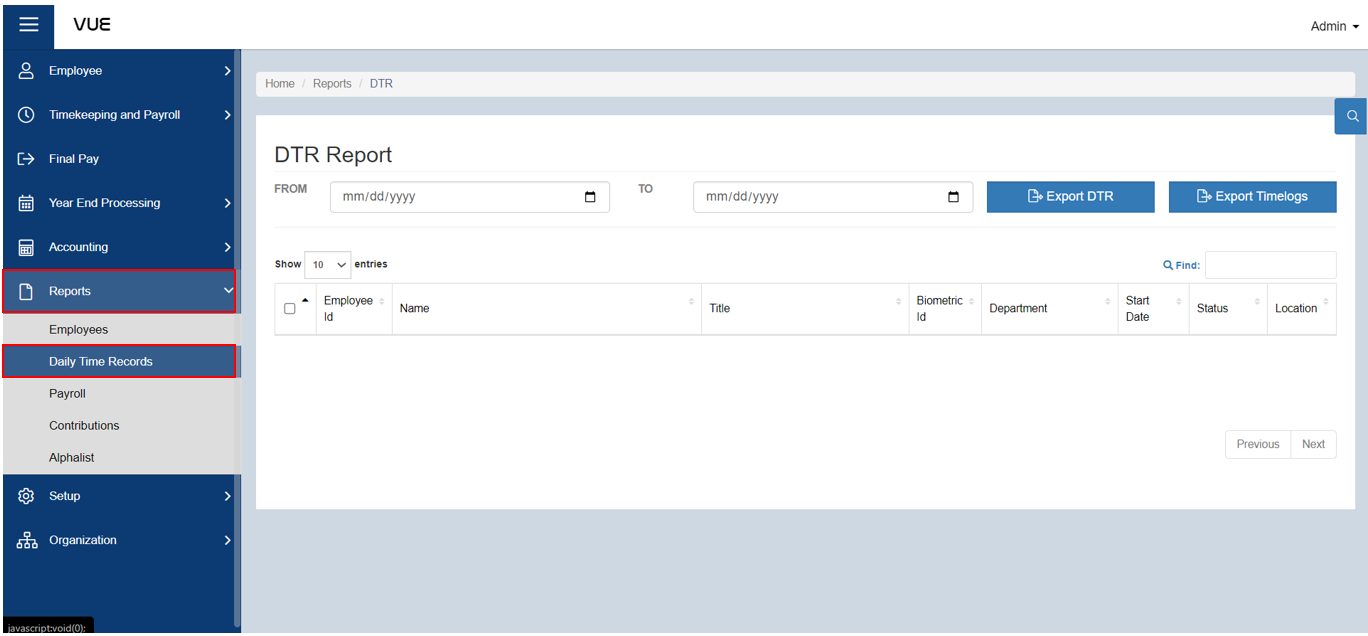 VUE
Admin
Employee
Timekeeping and Payroll
Final Pay
Year End Processing
Accounting
Reports
Employees
Daily Time Records
Payroll
Contributions
Alphalist
Setup
Organization
javascript:void(0);
Home / Reports / DTR
DTR Report
FROM mm/dd/yyyy TO mm/dd/yyyy Export DTR Export Timelogs
Show 10 entries Find:
Employee Id Name Title Biometric Id Department Start Date Status Location
Previous Next